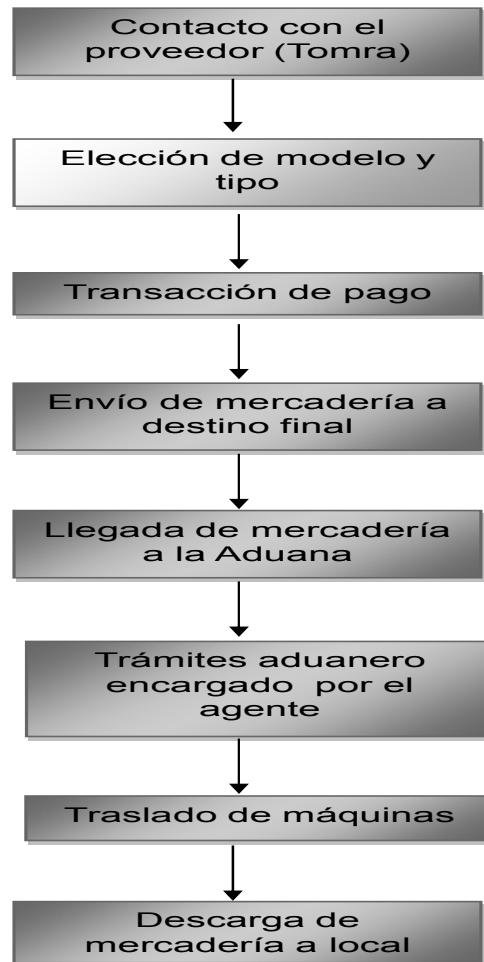 Contacto con el
proveedor (Tomra)
Elección de modelo y
tipo
Transacción de pago
Envío de mercadería a
destino final
Llegada de mercadería
a la Aduana
Trámites aduanero
encargado por el
agente
Traslado de máquinas
Descarga de
mercadería a local